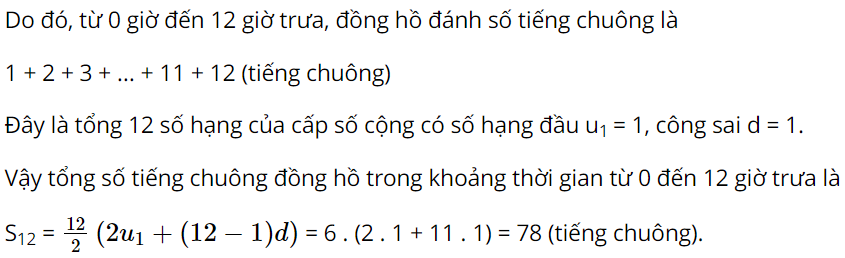 Do đó, từ 0 giờ đến 12 giờ trưa, đồng hồ đánh số tiếng chuông là
1 + 2 + 3 + ... + 11 + 12 (tiếng chuông)
Đây là tổng 12 số hạng của cấp số cộng có số hạng đầu u₁ = 1, công sai d = 1.
Vậy tổng số tiếng chuông đồng hồ trong khoảng thời gian từ 0 đến 12 giờ trưa là
S₁₂ = 12/2 (2u₁ + (12 − 1)d) = 6 . (2 . 1 + 11 . 1) = 78 (tiếng chuông).